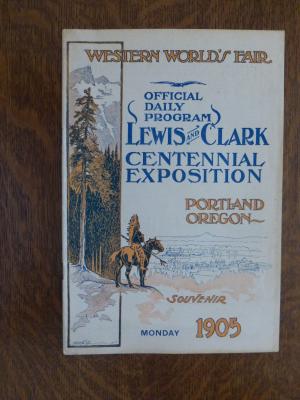 WESTERN WORLD'S FAIR
OFFICIAL
DAILY
PROGRAM
LEWIS AND CLARK
CENTENNIAL
EXPOSITION
PORTLAND
OREGON
SOUVENIR
MONDAY 1905